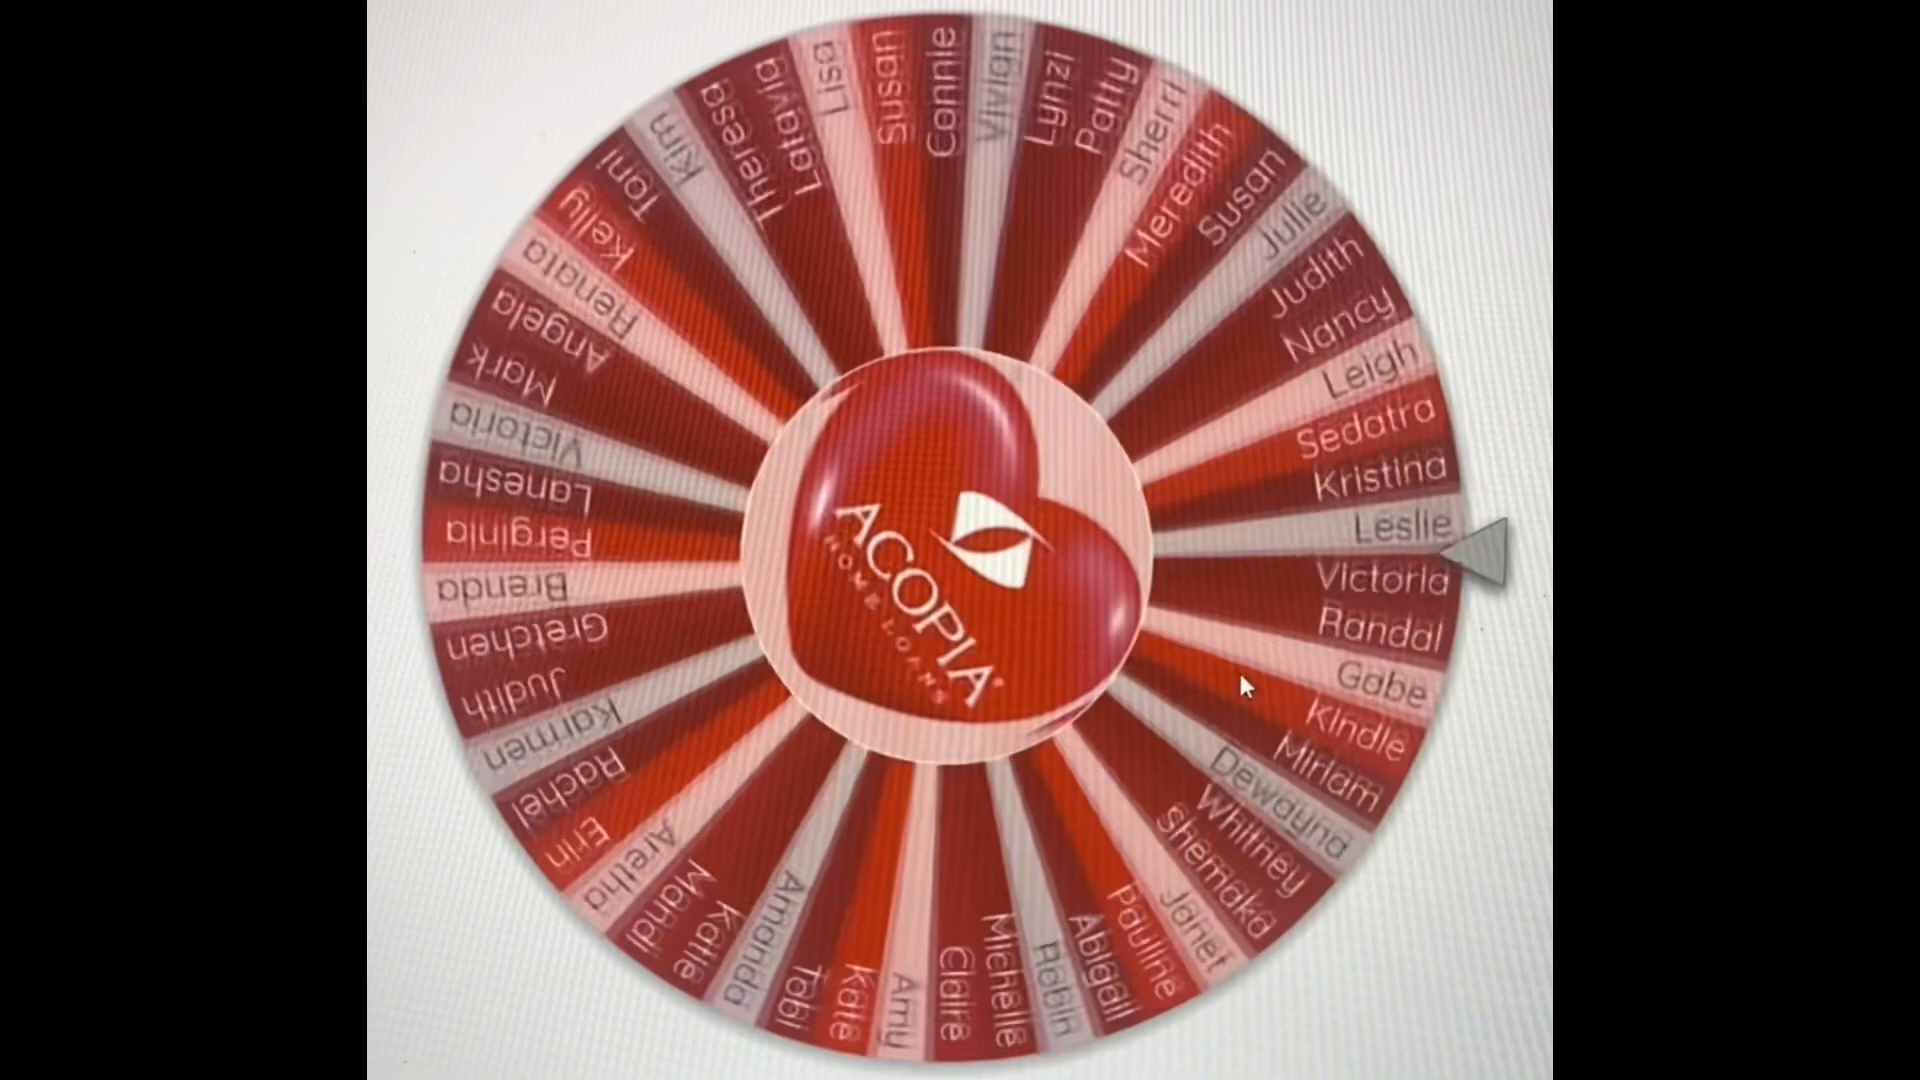 Connie
Vivian
Lynzi
Patty
Sherri
Meredith
Susan
Julie
Judith
Nancy
Leigh
Sedatra
Kristina
Leslie
Victoria
Randal
Gabe
Kindle
Miriam
Dewayna
Whitney
Shemaka
Janet
Pauline
Abigail
Robin
Michelle
Claire
Amy
Kate
Tobi
Amanda
Katie
Mandi
Aretha
Erin
Rachel
Karmen
Judith
Gretchen
Brenda
Perginia
Lanesha
Victoria
Mark
Angela
Renata
Kelly
Toni
Kim
Theresa
Latavia
Lisa
Susan
ACOPIA
HOME LOANS